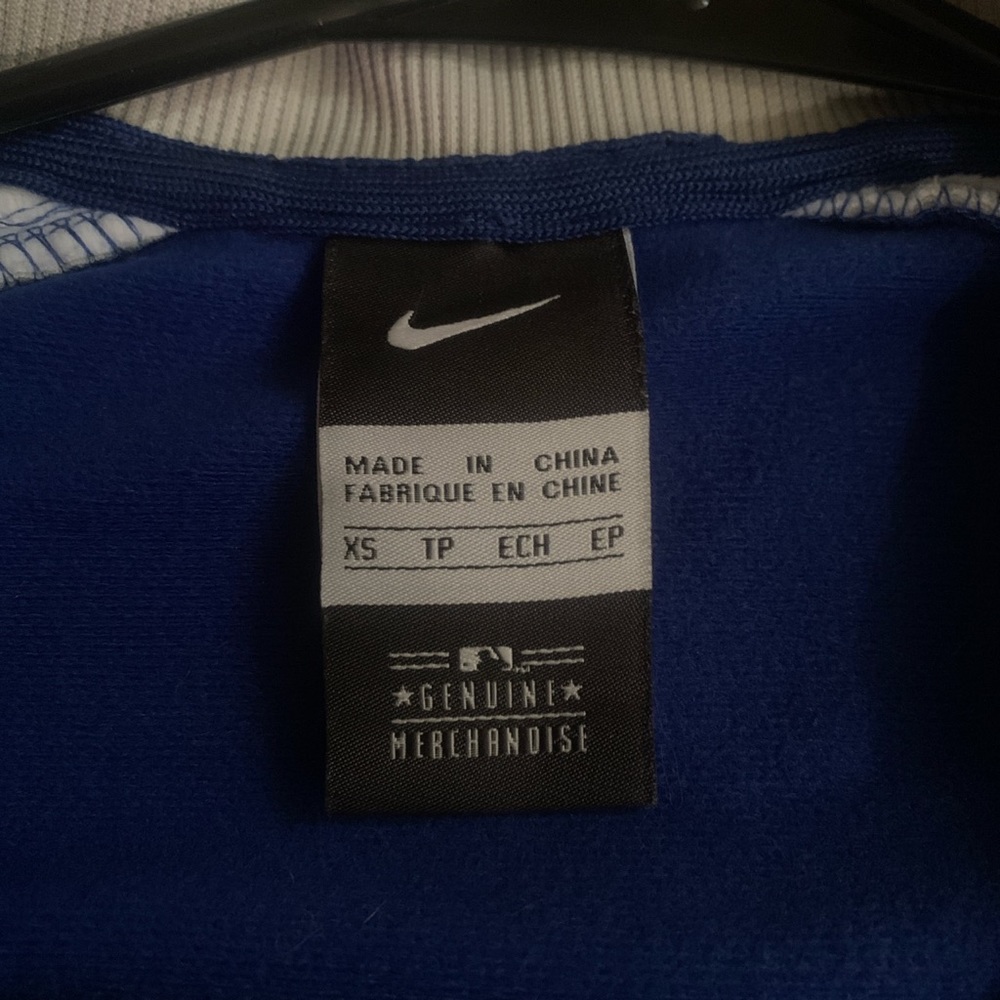 MADE IN CHINA
FABRIQUE EN CHINE
XS TP ECH EP
★GENUINE★
MERCHANDISE